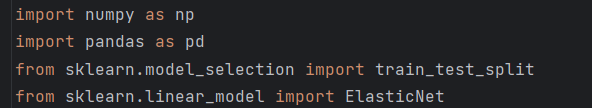 import numpy as np
import pandas as pd
from sklearn.model_selection import train_test_split
from sklearn.linear_model import ElasticNet